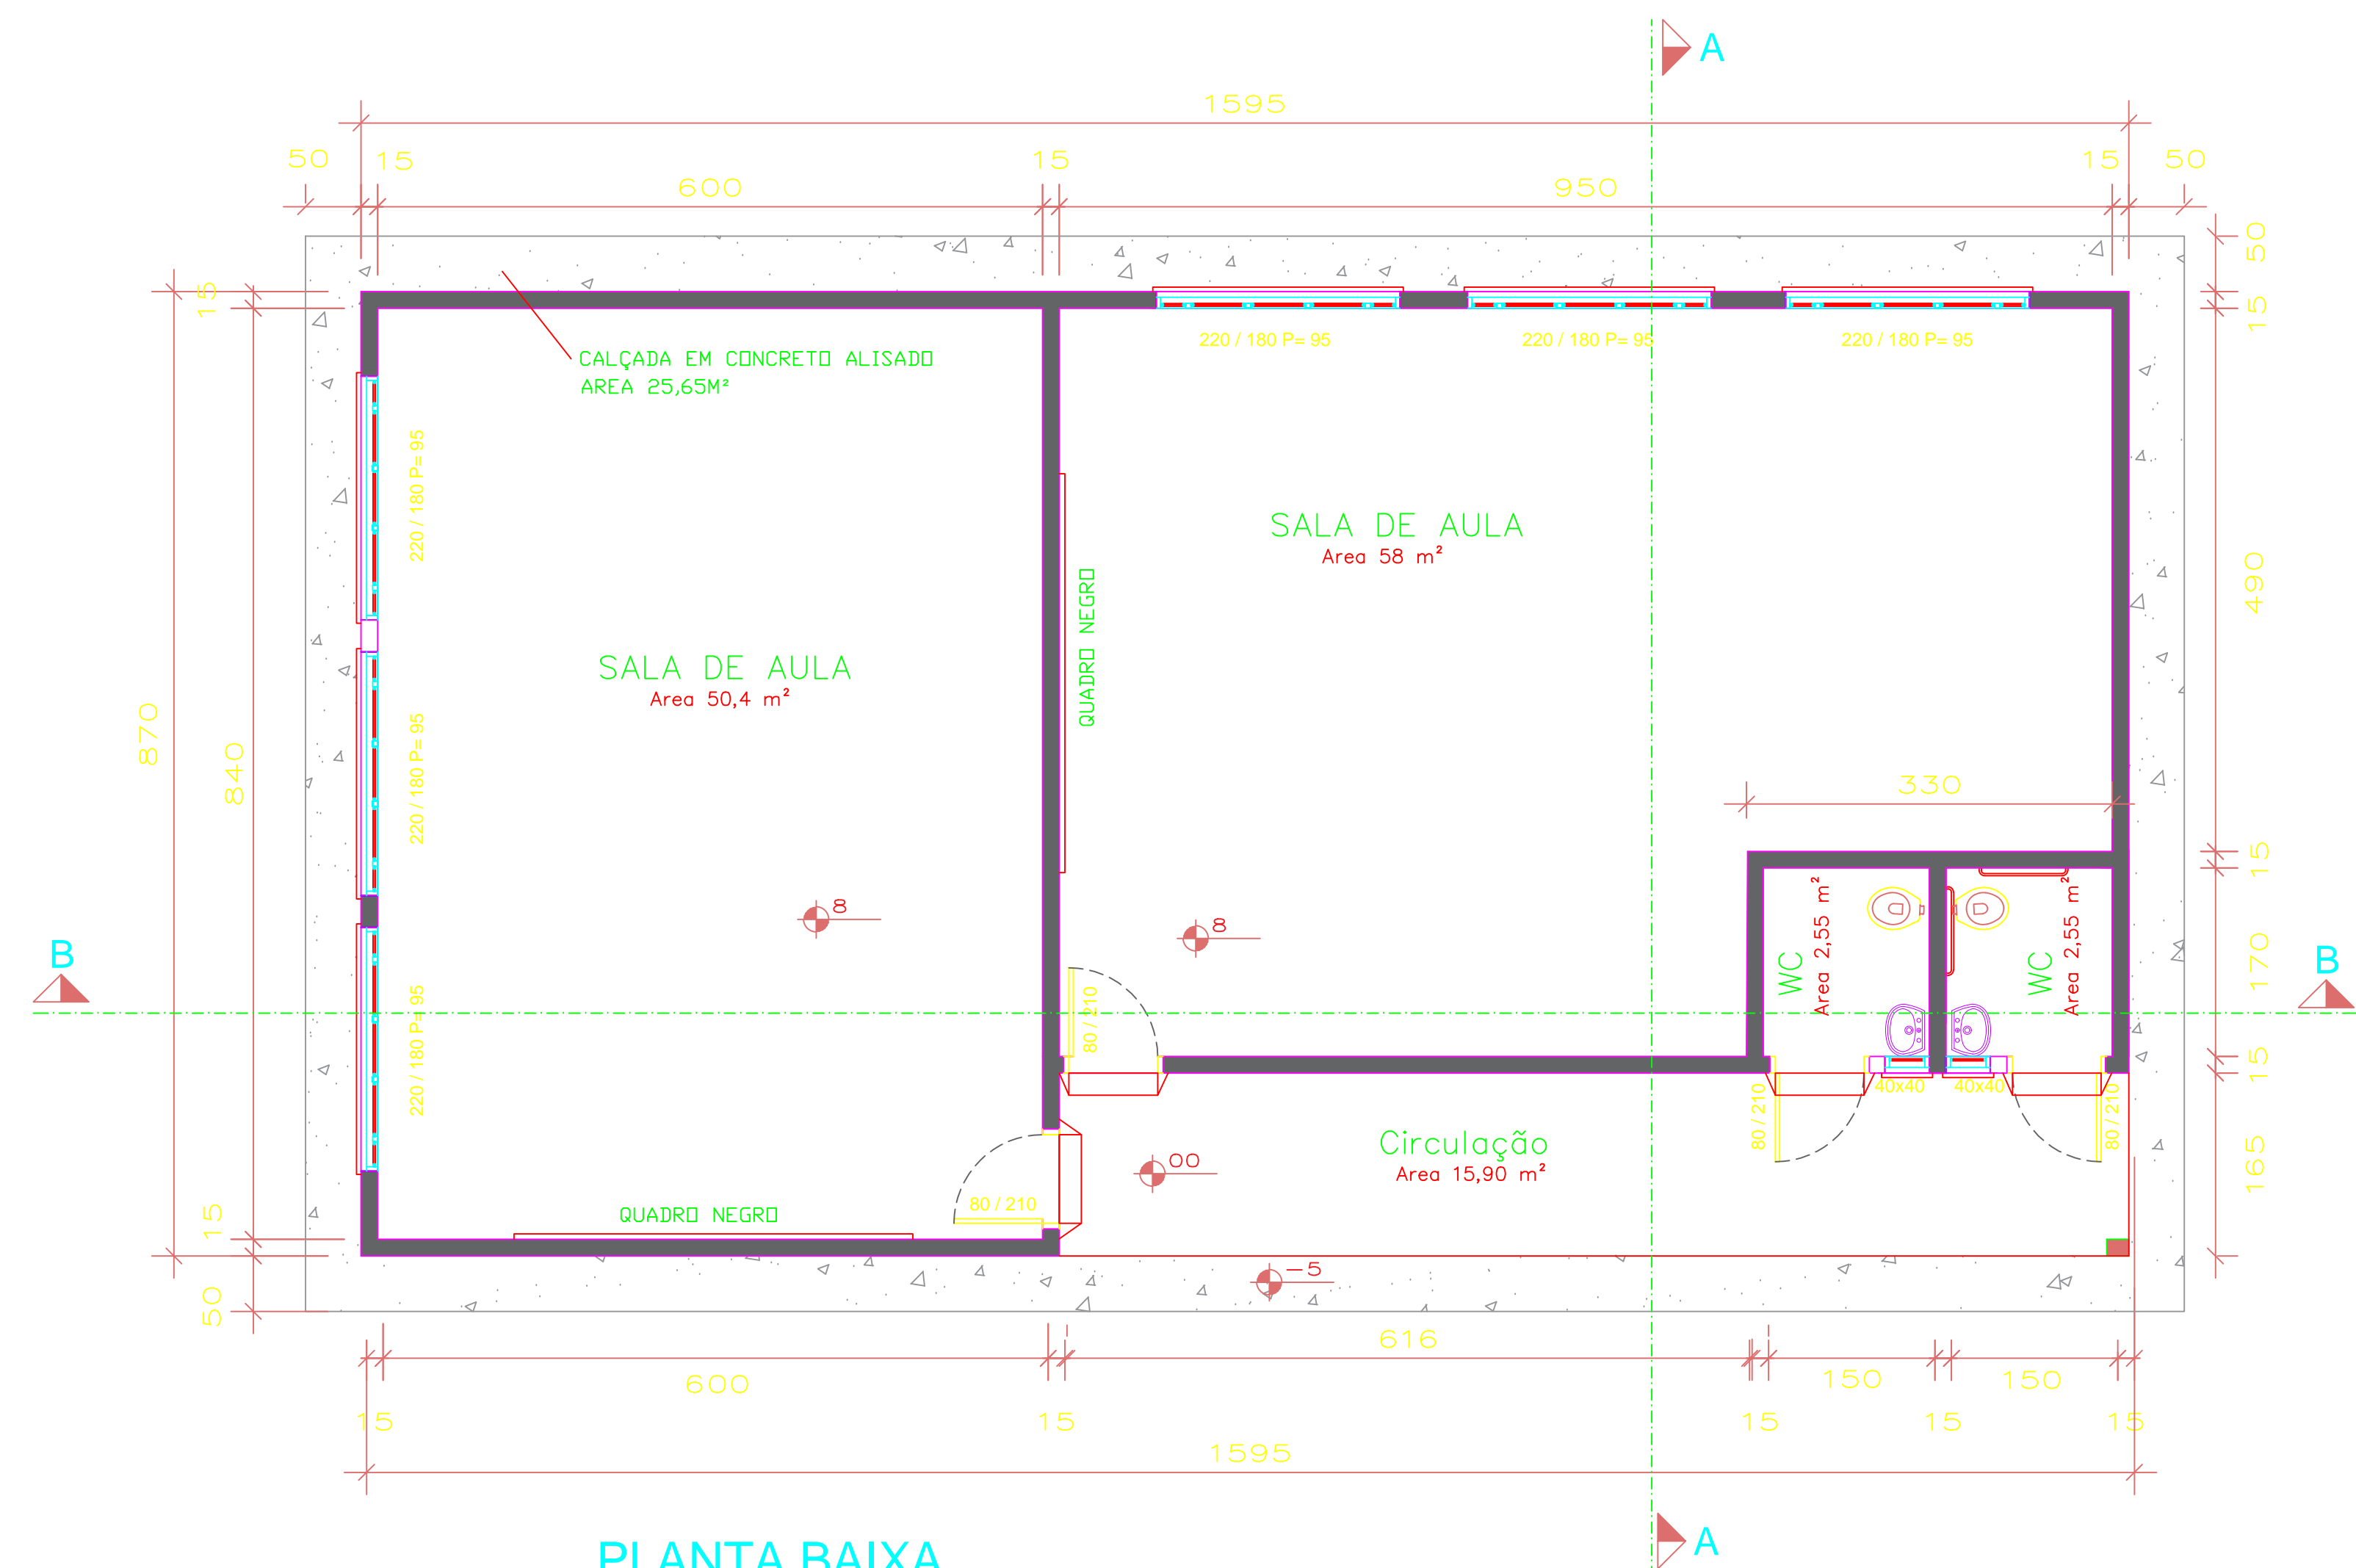 A
1595
50
15
600
15
950
15
50
50
15
15
220 / 180 P= 95
220 / 180 P= 95
220 / 180 P= 95
CALÇADA EM CONCRETO ALISADO
AREA 25,65M²
220 / 180 P= 95
SALA DE AULA
Area 58 m²
490
QUADRO NEGRO
SALA DE AULA
Area 50,4 m²
870
840
220 / 180 P= 95
330
15
8
8
WC
Area 2,55 m²
WC
Area 2,55 m²
170
B
B
220 / 180 P= 95
80 / 210
15
40x40
40x40
80 / 210
80 / 210
Circulação
Area 15,90 m²
00
165
80 / 210
QUADRO NEGRO
15
-5
50
616
600
150
150
15
15
15
15
15
1595
A
PLANTA BAIXA